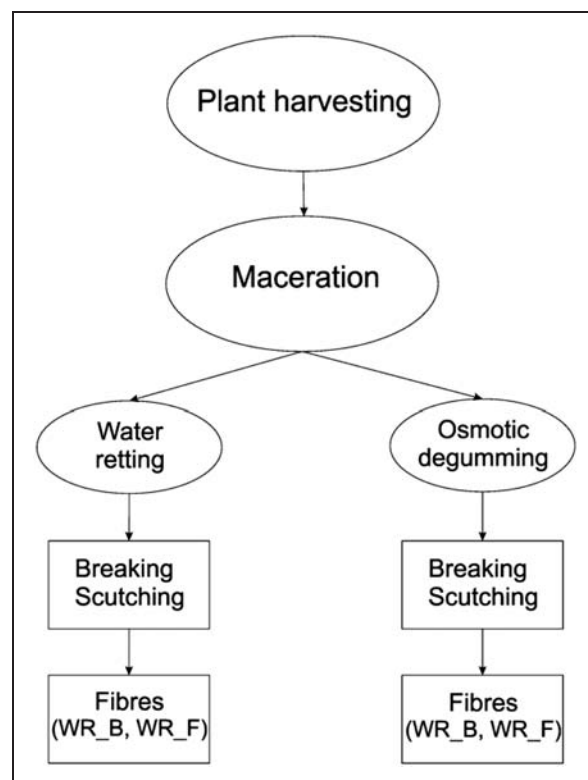 Plant harvesting
Maceration
Water
retting
Osmotic
degumming
Breaking
Scutching
Breaking
Scutching
Fibres
(WR_B, WR_F)
Fibres
(WR_B, WR_F)